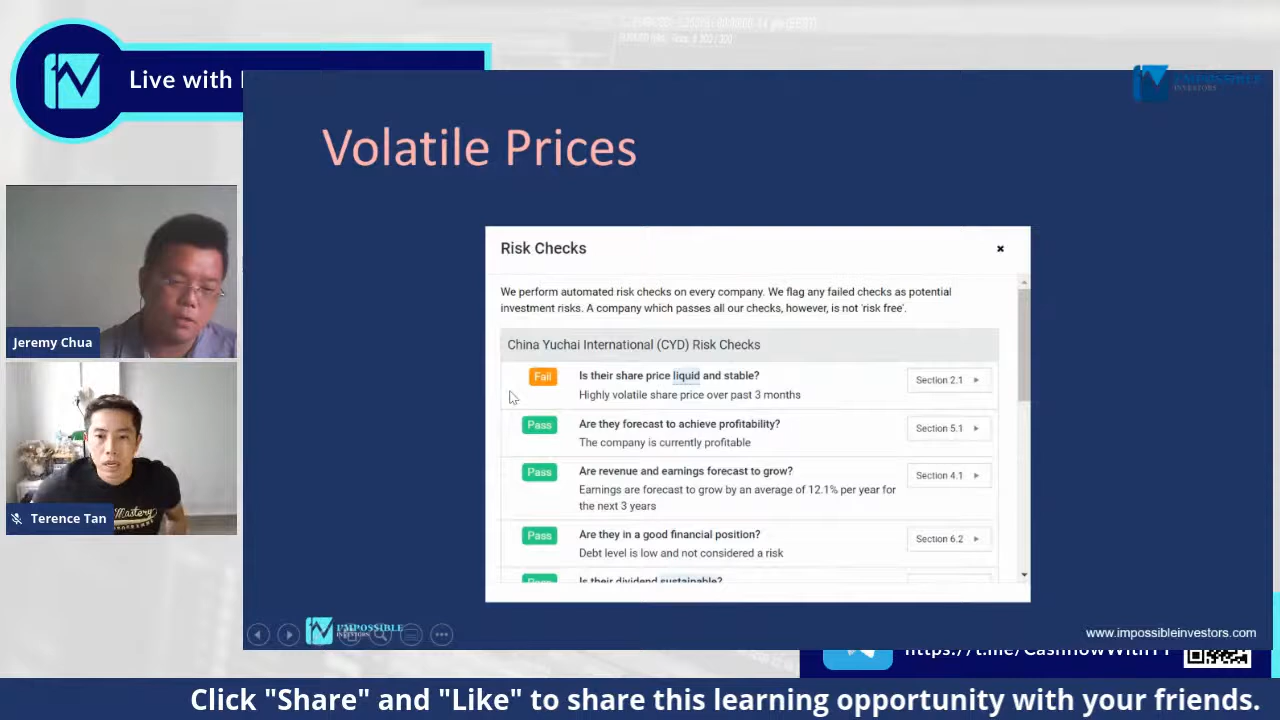 Live with
IMPOSSIBLE
INVESTORS
Volatile Prices
Risk Checks
We perform automated risk checks on every company. We flag any failed checks as potential
investment risks. A company which passes all our checks, however, is not 'risk free'.
China Yuchai International (CYD) Risk Checks
Fail
Is their share price liquid and stable?
Section 2.1
Highly volatile share price over past 3 months
Pass
Are they forecast to achieve profitability?
Section 5.1
The company is currently profitable
Pass
Are revenue and earnings forecast to grow?
Section 4.1
Earnings are forecast to grow by an average of 12.1% per year for
the next 3 years
Pass
Are they in a good financial position?
Section 6.2
Debt level is low and not considered a risk
Pass
Is their dividend sustainable?
Jeremy Chua
Terence Tan
Mastery
I'MPOSSIBLE
INVESTORS
www.impossibleinvestors.com
Click "Share" and "Like" to share this learning opportunity with your friends.